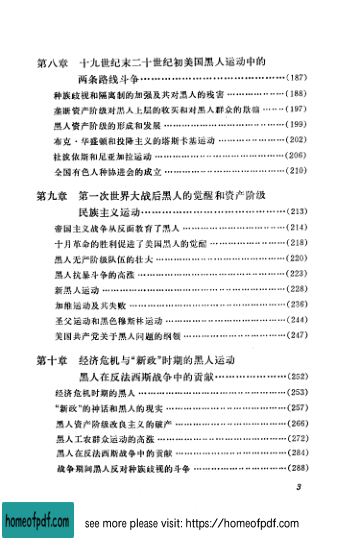 第八章 十九世纪末二十世纪初美国黑人运动中的
两条路线斗争……………………………………(187)
种族歧视和隔离制的加强及其对黑人的残害………………(188)
垄断资产阶级对黑人上层的收买和对黑人群众的欺骗……(197)
黑人资产阶级的形成和发展………………………………(199)
布克·华盛顿和投降主义的塔斯卡基运动………………(202)
杜波依斯和尼亚加拉运动…………………………………(206)
全国有色人种协进会的成立………………………………(210)
第九章 第一次世界大战后黑人的觉醒和资产阶级
民族主义运动……………………………………(213)
帝国主义战争从反面教育了黑人…………………………(214)
十月革命的胜利促进了美国黑人的觉醒…………………(218)
黑人无产阶级队伍的壮大…………………………………(220)
黑人抗暴斗争的高涨………………………………………(223)
新黑人运动…………………………………………………(228)
加维运动及其失败…………………………………………(236)
圣父运动和黑色穆斯林运动………………………………(244)
美国共产党关于黑人问题的纲领…………………………(247)
第十章 经济危机与“新政”时期的黑人运动
黑人在反法西斯战争中的贡献…………………(252)
经济危机时期的黑人………………………………………(253)
“新政”的神话和黑人的现实……………………………(257)
黑人资产阶级改良主义的破产……………………………(266)
黑人工农群众运动的高涨…………………………………(272)
黑人在反法西斯战争中的贡献……………………………(284)
战争期间黑人反对种族歧视的斗争………………………(288)
3
homeofpdf.com
see more please visit: https://homeofpdf.com